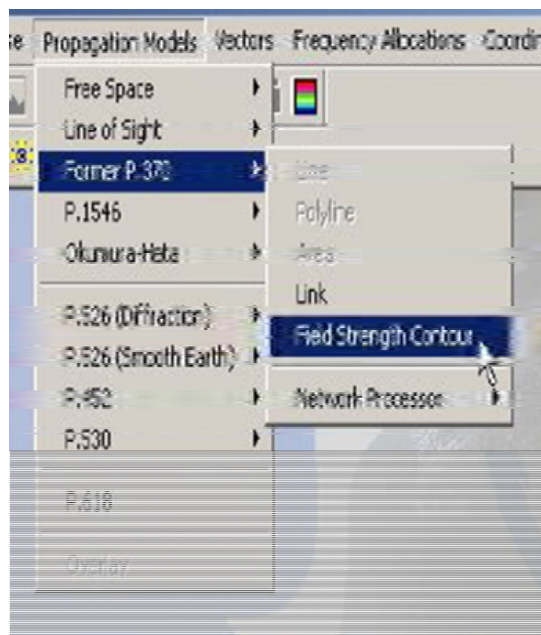 Propagation Models Vectors Frequency Allocations
Free Space
Line of Sight
Former P.370
P.1546
Okumura-Hata
P.526 (Diffraction)
P.526 (Smooth Earth)
P.452
P.530
P.618
Overlay
Line
Polyline
Area
Link
Field Strength Contour
Network Processor